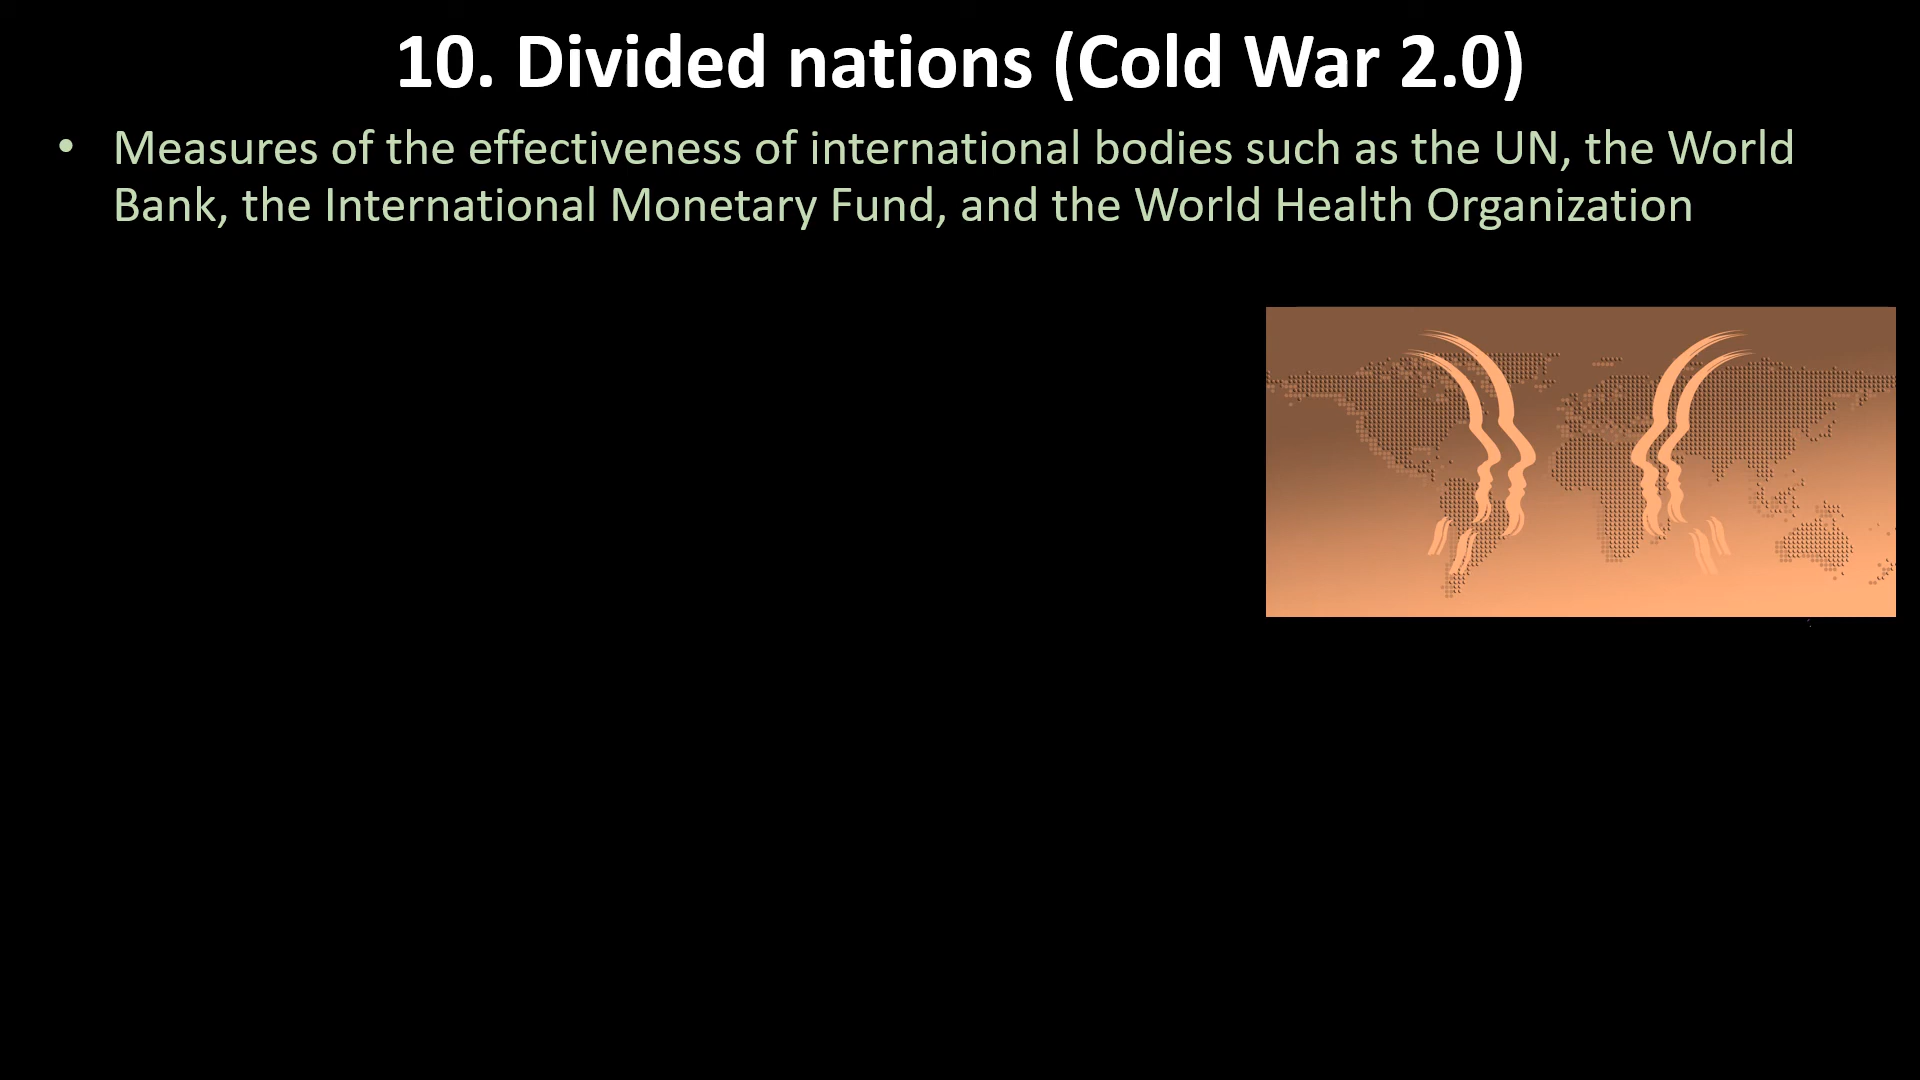 10. Divided nations (Cold War 2.0)
• Measures of the effectiveness of international bodies such as the UN, the World
Bank, the International Monetary Fund, and the World Health Organization